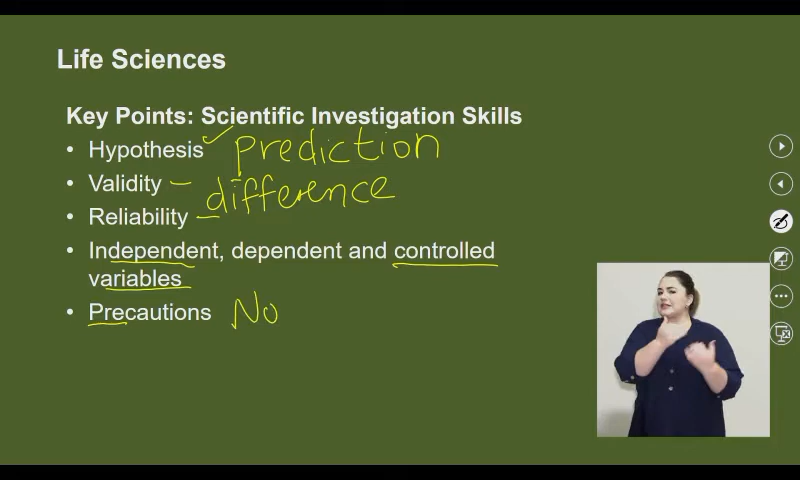 Life Sciences
Key Points: Scientific Investigation Skills
• Hypothesis prediction
• Validity – difference
• Reliability –
• Independent, dependent and controlled
variables
• Precautions No